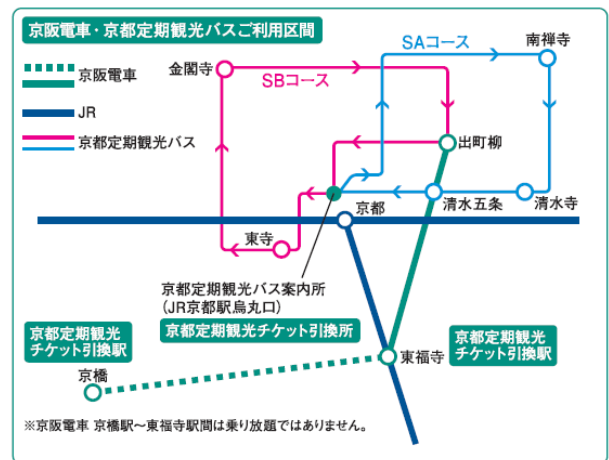 京阪電車・京都定期観光バスご利用区間
京阪電車
JR
京都定期観光バス
金閣寺
SBコース
SAコース
南禅寺
出町柳
清水五条
清水寺
京都
東寺
京都定期観光バス案内所
(JR京都駅烏丸口)
京都定期観光チケット引換所
京都定期観光
チケット引換駅
京橋
東福寺
京都定期観光
チケット引換駅
※京阪電車 京橋駅〜東福寺駅間は乗り放題ではありません。